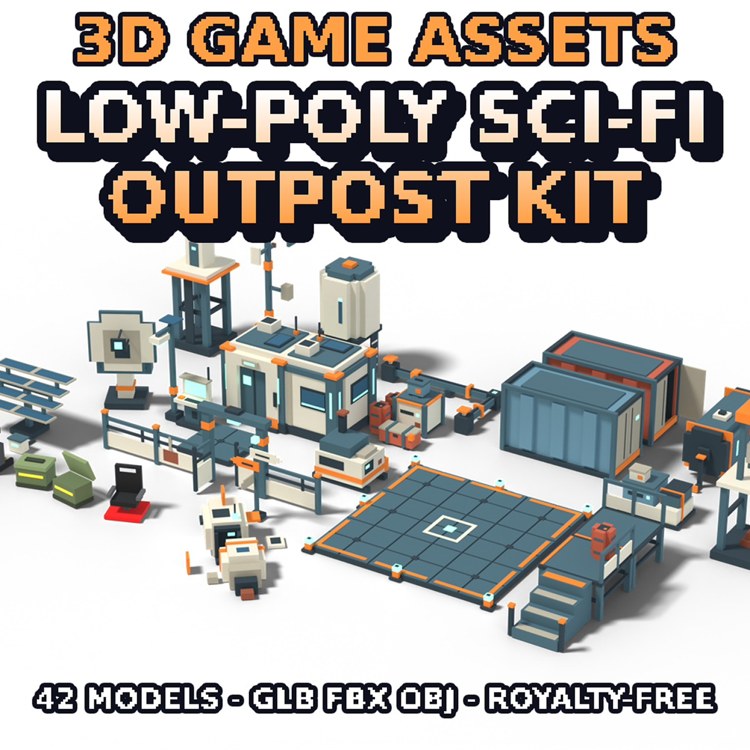 3D GAME ASSETS
LOW-POLY SCI-FI
OUTPOST KIT
42 MODELS - GLB FBX OBJ - ROYALTY-FREE